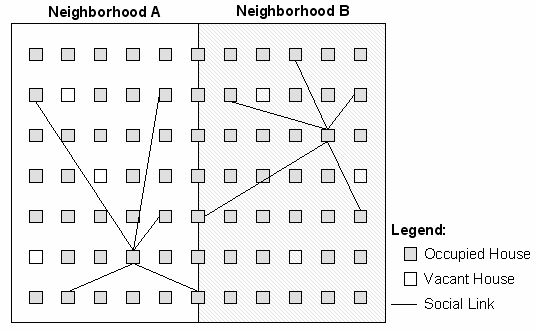 Neighborhood A
Neighborhood B
Legend:
Occupied House
Vacant House
Social Link